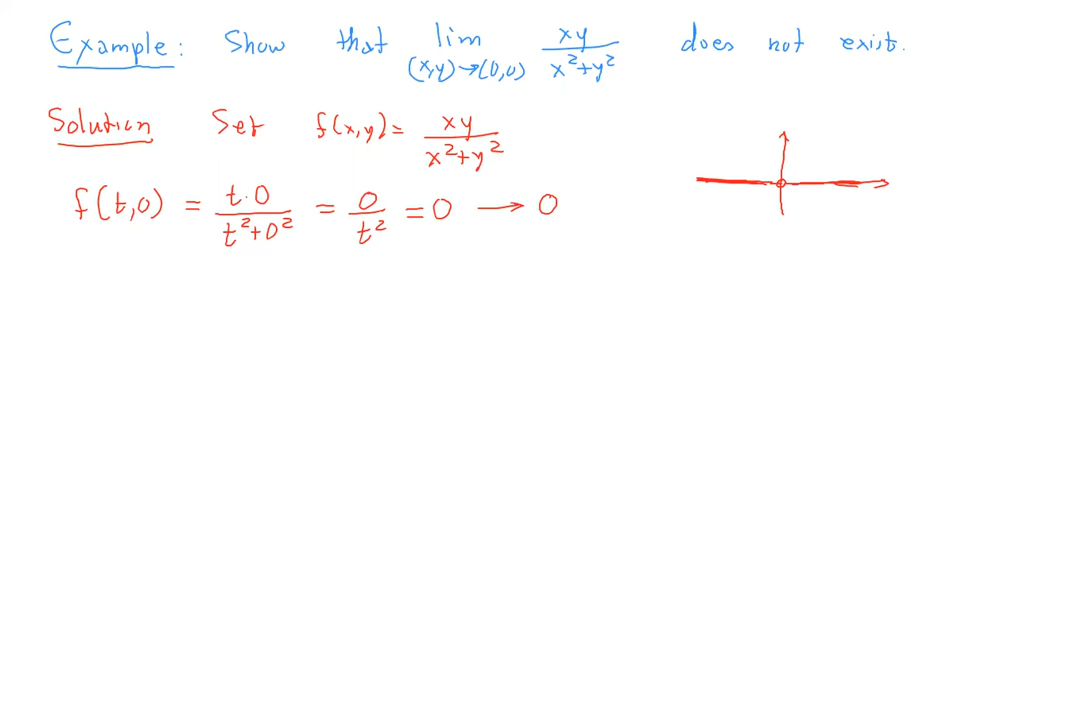 Example: Show that lim (x,y)→(0,0) xy/(x²+y²) does not exist.
Solution Set f(x,y)= xy/(x²+y²)
f(t,0) = t·0/(t²+0²) = 0/t² = 0 → 0